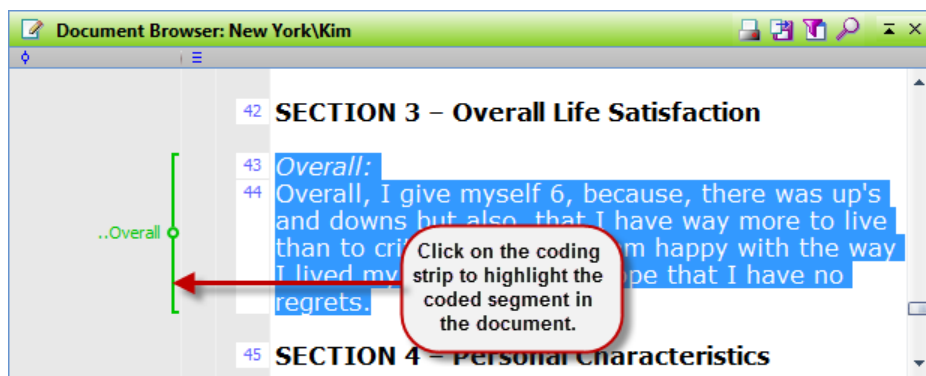 Document Browser: New York\Kim
42 SECTION 3 – Overall Life Satisfaction
43 Overall:
44 Overall, I give myself 6, because, there was up's
and downs but also, that I have way more to live
..Overall
than to cri m happy with the way
I lived my pe that I have no
regrets.
Click on the coding
strip to highlight the
coded segment in
the document.
45 SECTION 4 – Personal Characteristics